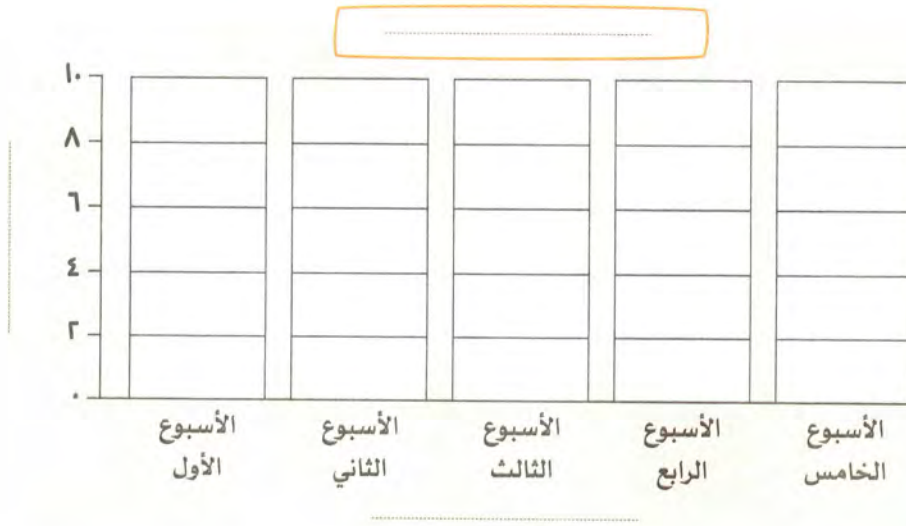 ١٠
٨
٦
٤
٢
٠
الأسبوع الأول
الأسبوع الثاني
الأسبوع الثالث
الأسبوع الرابع
الأسبوع الخامس